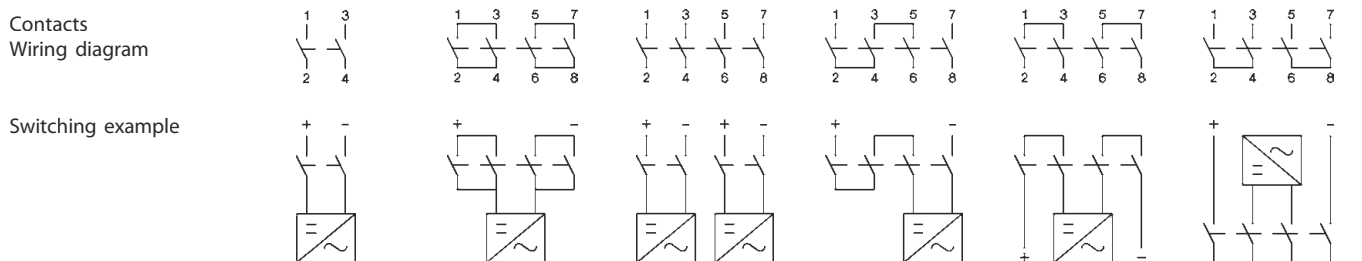 Contacts
Wiring diagram
1 3
2 4
1 3 5 7
2 4 6 8
1 3 5 7
2 4 6 8
1 3 5 7
2 4 6 8
1 3 5 7
2 4 6 8
1 3 5 7
2 4 6 8
Switching example
+ −
+ −
+ − + −
+ −
+ −
+ −
= ~
= ~
= ~ = ~
= ~
= ~
= ~